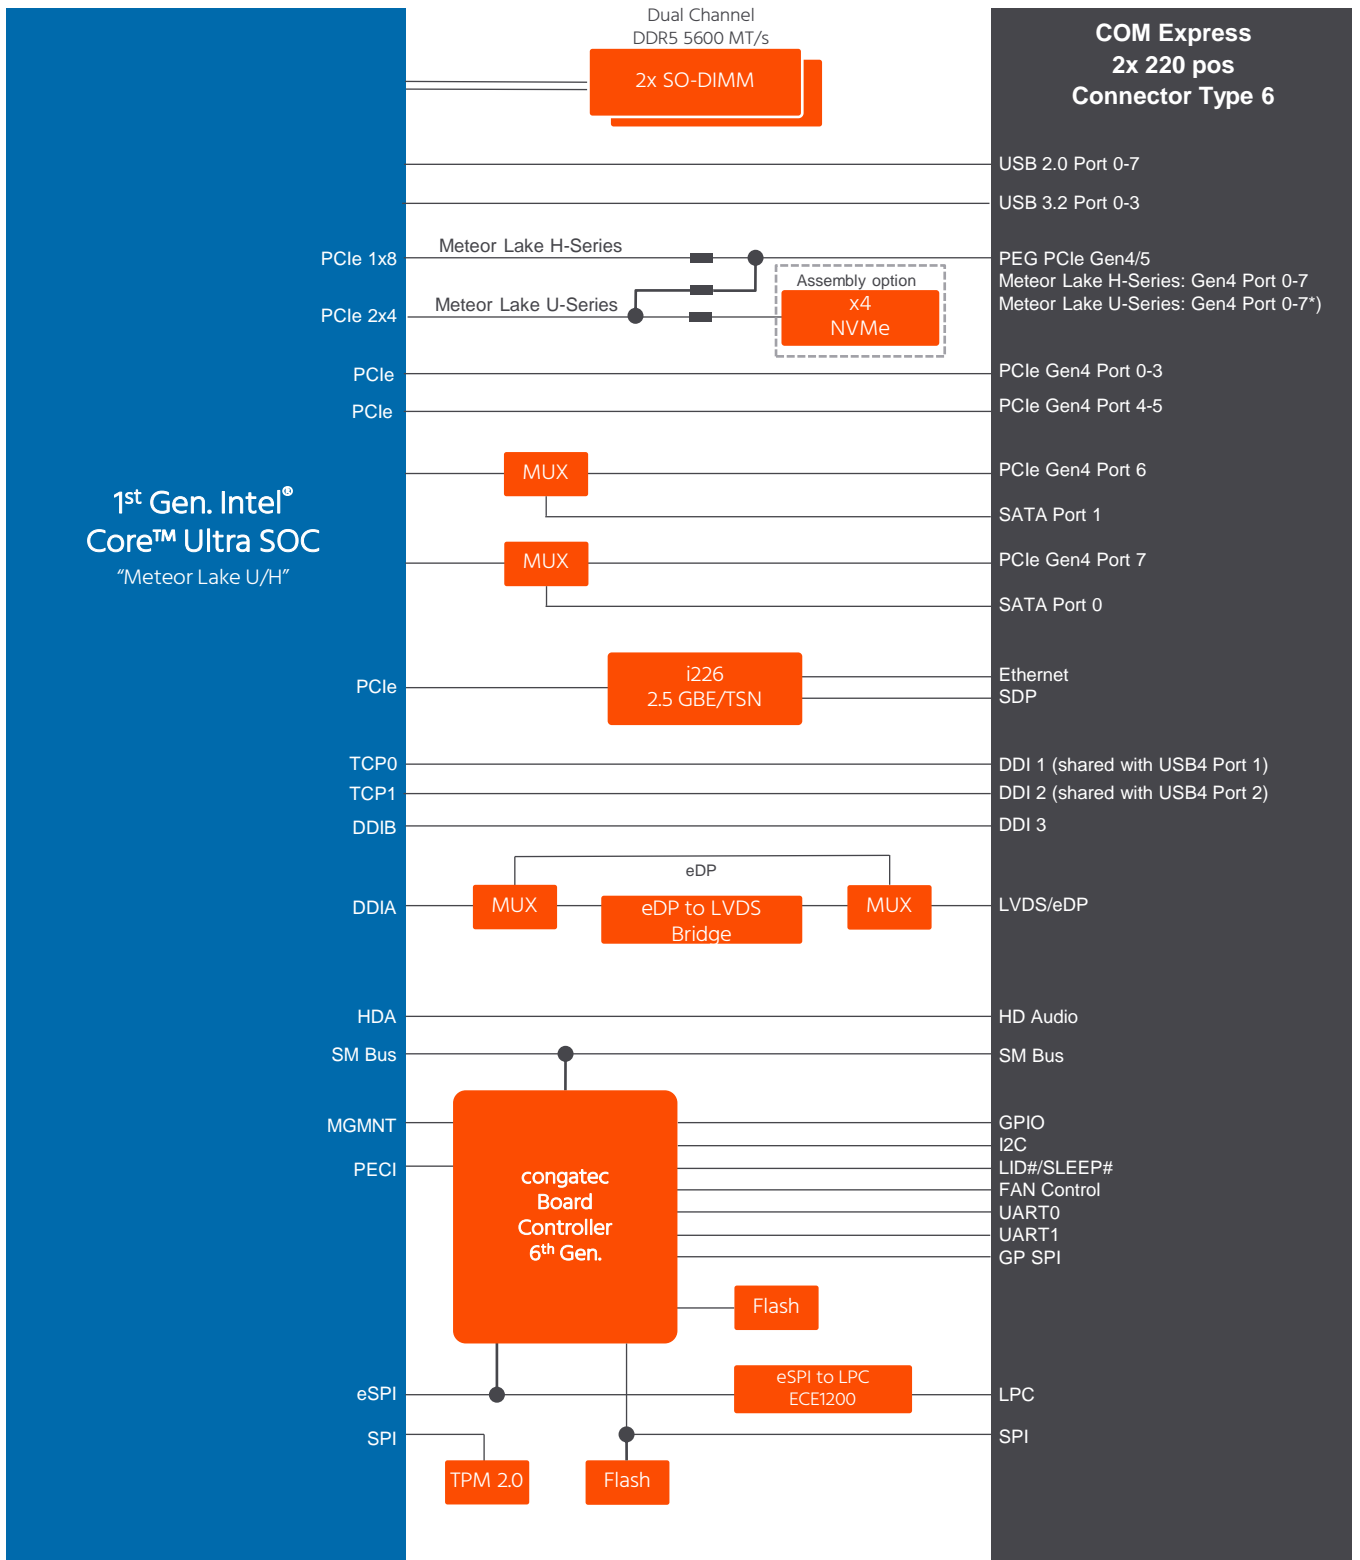 Dual Channel
DDR5 5600 MT/s
2x SO-DIMM
COM Express
2x 220 pos
Connector Type 6
USB 2.0 Port 0-7
USB 3.2 Port 0-3
PCIe 1x8
Meteor Lake H-Series
PEG PCIe Gen4/5
Meteor Lake H-Series: Gen4 Port 0-7
Meteor Lake U-Series: Gen4 Port 0-7*)
Assembly option
x4
NVMe
PCIe 2x4
Meteor Lake U-Series
PCIe
PCIe Gen4 Port 0-3
PCIe
PCIe Gen4 Port 4-5
MUX
PCIe Gen4 Port 6
SATA Port 1
1st Gen. Intel®
Core™ Ultra SOC
“Meteor Lake U/H”
MUX
PCIe Gen4 Port 7
SATA Port 0
PCIe
i226
2.5 GBE/TSN
Ethernet
SDP
TCP0
DDI 1 (shared with USB4 Port 1)
TCP1
DDI 2 (shared with USB4 Port 2)
DDIB
DDI 3
eDP
DDIA
MUX
eDP to LVDS
Bridge
MUX
LVDS/eDP
HDA
HD Audio
SM Bus
SM Bus
MGMNT
PECI
congatec
Board
Controller
6th Gen.
GPIO
I2C
LID#/SLEEP#
FAN Control
UART0
UART1
GP SPI
Flash
eSPI
eSPI to LPC
ECE1200
LPC
SPI
SPI
TPM 2.0
Flash